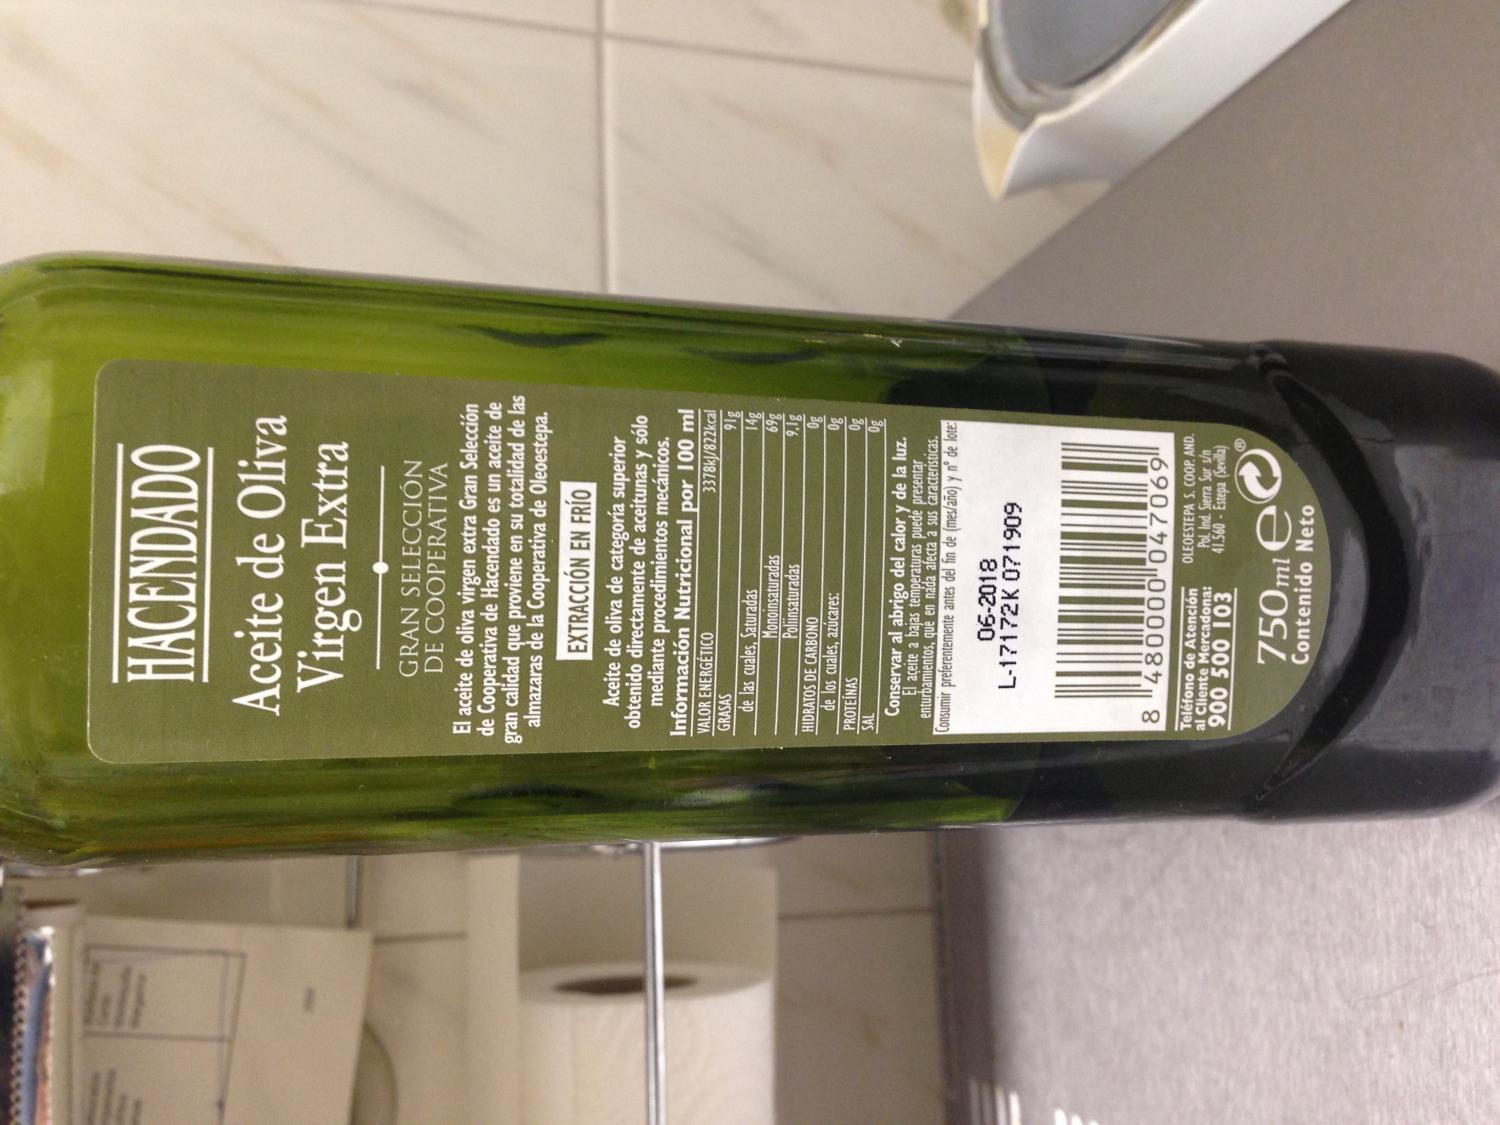 HACENDADO
Aceite de Oliva
Virgen Extra
GRAN SELECCIÓN
DE COOPERATIVA
El aceite de oliva virgen extra Gran Selección
de Cooperativa de Hacendado es un aceite de
gran calidad que proviene en su totalidad de las
almazaras de la Cooperativa de Oleoestepa.
EXTRACCIÓN EN FRÍO
Aceite de oliva de categoría superior
obtenido directamente de aceitunas y sólo
mediante procedimientos mecánicos.
Información Nutricional por 100 ml
VALOR ENERGÉTICO 3378kJ/822kcal
GRASAS 91g
de las cuales, Saturadas 14g
Monoinsaturadas 69g
Poliinsaturadas 9.1g
HIDRATOS DE CARBONO 0g
de los cuales, azúcares: 0g
PROTEÍNAS 0g
SAL 0g
Conservar al abrigo del calor y de la luz.
El aceite a bajas temperaturas puede presentar
enturbamientos, que en nada afecta a sus características.
Consumir preferentemente antes del fin de (mes/año) y nº de lote:
06-2018
L-17172K 071909
8 480000 047069
Teléfono de Atención
al Cliente Mercadona:
900 500 103
OLEOESTEPA S. COOP. AND.
Pol. Ind. Sierra Sur s/n
41.560 - Estepa (Sevilla)
750 ml e ®
Contenido Neto